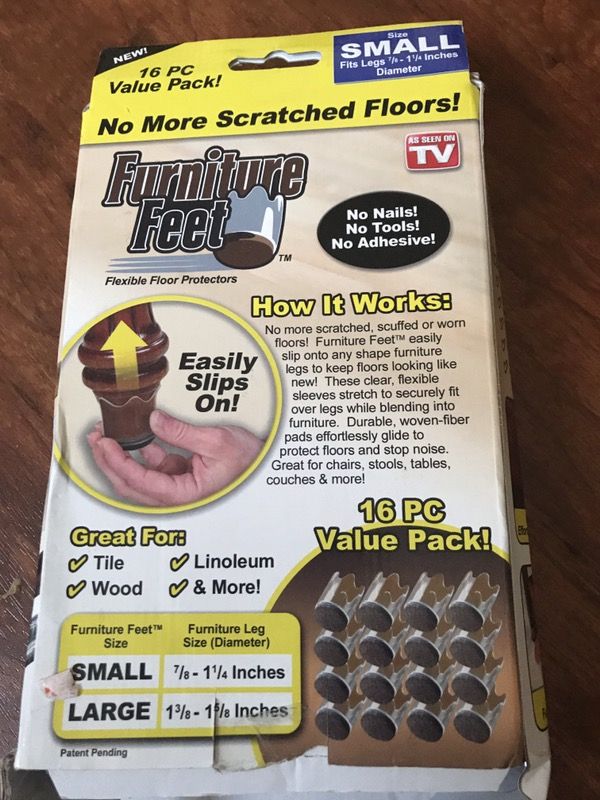 NEW!
16 PC
Value Pack!
Size
SMALL
Fits Legs 7/8 - 1 1/4 Inches
Diameter
No More Scratched Floors!
AS SEEN ON
TV
Furniture
Feet
TM
Flexible Floor Protectors
No Nails!
No Tools!
No Adhesive!
How It Works:
No more scratched, scuffed or worn
floors! Furniture Feet™ easily
slip onto any shape furniture
legs to keep floors looking like
new! These clear, flexible
sleeves stretch to securely fit
over legs while blending into
furniture. Durable, woven-fiber
pads effortlessly glide to
protect floors and stop noise.
Great for chairs, stools, tables,
couches & more!
Easily
Slips
On!
16 PC
Value Pack!
Great For:
✓ Tile ✓ Linoleum
✓ Wood ✓ & More!
Furniture Feet™ Size
Furniture Leg Size (Diameter)
SMALL 7/8 - 1 1/4 Inches
LARGE 1 3/8 - 1 5/8 Inches
Patent Pending